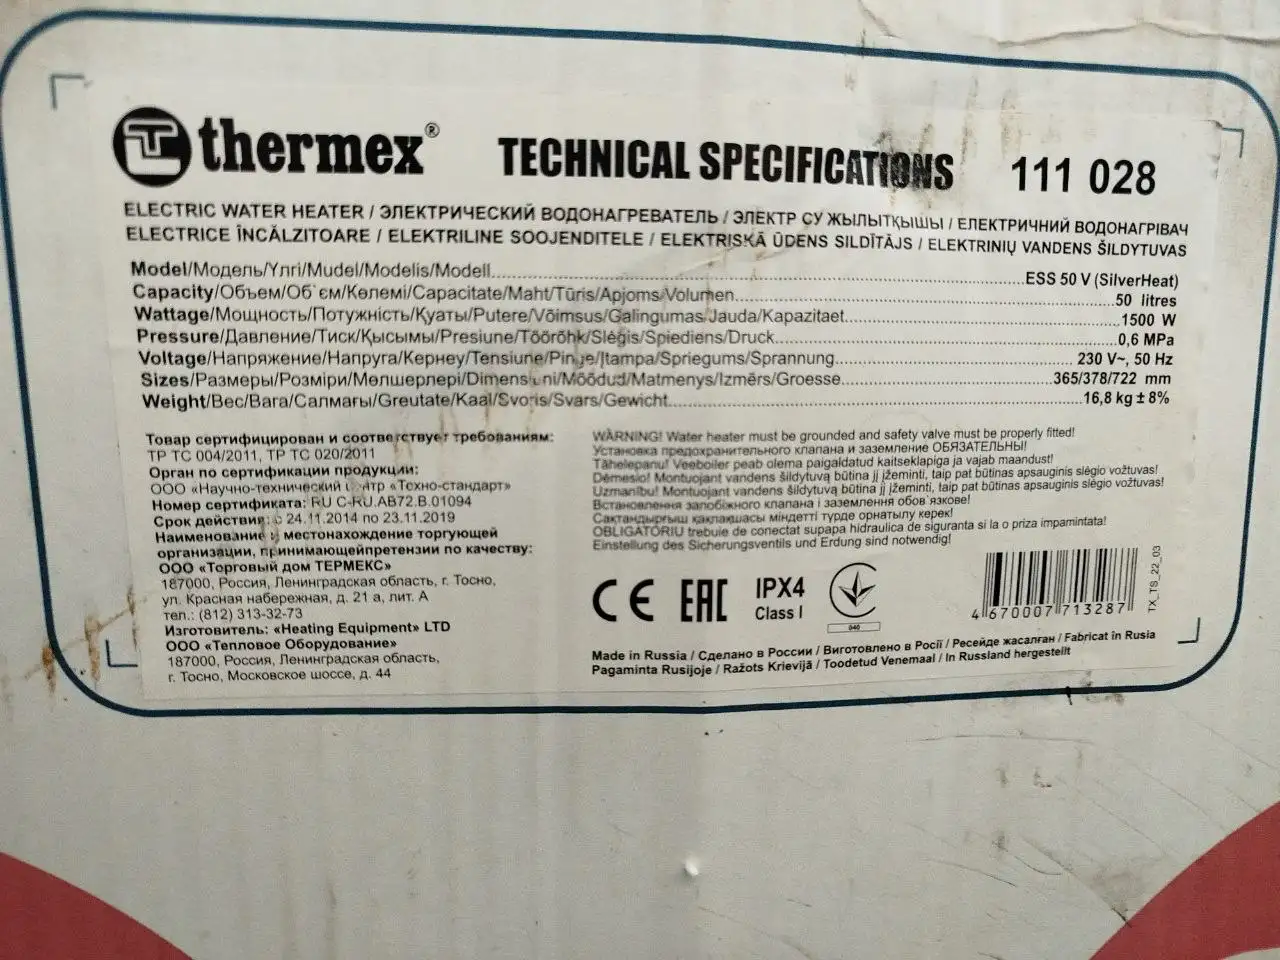 thermex® TECHNICAL SPECIFICATIONS 111 028
ELECTRIC WATER HEATER / ЭЛЕКТРИЧЕСКИЙ ВОДОНАГРЕВАТЕЛЬ / ЭЛЕКТР СУ ЖЫЛЫТҚЫШЫ / ЕЛЕКТРИЧНИЙ ВОДОНАГРІВАЧ
ELECTRICE ÎNCĂLZITOARE / ELEKTRILINE SOOJENDITELE / ELEKTRISKĀ ŪDENS SILDĪTĀJS / ELEKTRINIŲ VANDENS ŠILDYTUVAS
Model/Модель/Үлгі/Mudel/Modelis/Modell ESS 50 V (SilverHeat)
Capacity/Объем/Об`єм/Көлемі/Capacitate/Maht/Tūris/Apjoms/Volumen 50 litres
Wattage/Мощность/Потужність/Қуаты/Putere/Võimsus/Galingumas/Jauda/Kapazitaet 1500 W
Pressure/Давление/Тиск/Қысымы/Presiune/Töörõhk/Slėgis/Spiediens/Druck 0,6 MPa
Voltage/Напряжение/Напруга/Керней/Tensiune/Pinge/Įtampa/Spriegums/Sprannung 230 V~, 50 Hz
Sizes/Размеры/Розміри/Мөлшерлері/Dimensiuni/Mõõdud/Matmenys/Izmērs/Groesse 365/378/722 mm
Weight/Вес/Вага/Салмағы/Greutate/Kaal/Svoris/Svars/Gewicht 16,8 kg ± 8%
Товар сертифицирован и соответствует требованиям:
ТР ТС 004/2011, ТР ТС 020/2011
Орган по сертификации продукции:
ООО «Научно-технический центр «Техно-стандарт»
Номер сертификата: RU C-RU.AB72.B.01094
Срок действия: с 24.11.2014 по 23.11.2019
Наименование и местонахождение торгующей
организации, принимающейпретензии по качеству:
ООО «Торговый дом ТЕРМЕКС»
187000, Россия, Ленинградская область, г. Тосно,
ул. Красная набережная, д. 21 а, лит. А
тел.: (812) 313-32-73
Изготовитель: «Heating Equipment» LTD
ООО «Тепловое Оборудование»
187000, Россия, Ленинградская область,
г. Тосно, Московское шоссе, д. 44
WARNING! Water heater must be grounded and safety valve must be properly fitted!
Установка предохранительного клапана и заземление ОБЯЗАТЕЛЬНЫ!
Tähelepanu! Veeboiler peab olema paigaldatud kaitseklapiga ja vajab maandust!
Dėmesio! Montuojant vandens šildytuvą būtina jį įžeminti, taip pat būtinas apsauginis slėgio vožtuvas!
Uzmanību! Montuojant vandens šildytuvą būtina jį įžeminti, taip pat būtinas apsauginis slėgio vožtuvas!
Встановлення запобіжного клапана і заземлення обов`язкове!
Сақтандырғыш қақпақшасы міндетті түрде орнатылу керек!
OBLIGATORIU trebuie de conectat supapa hidraulica de siguranta si la o priza impamintata!
Einstellung des Sicherungsventils und Erdung sind notwendig!
CE EAC IPX4
Class I
040
4 670007 713287
TX_TS_22_03
Made in Russia / Сделано в России / Виготовлено в Росії / Ресейде жасалған / Fabricat în Rusia
Pagaminta Rusijoje / Ražots Krievijā / Toodetud Venemaal / In Russland hergestellt